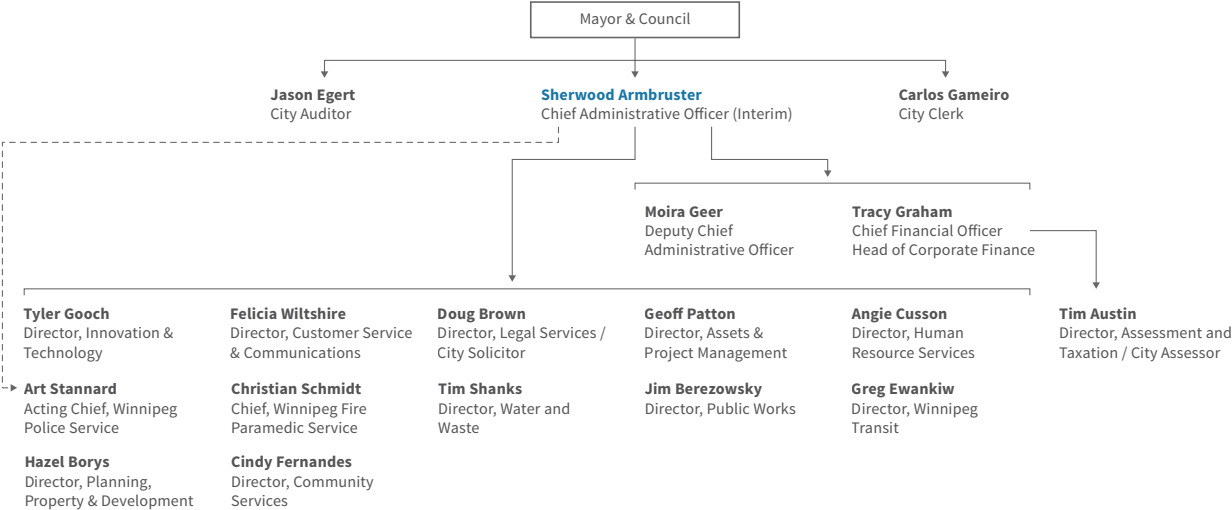 Mayor & Council
Jason Egert
City Auditor
Sherwood Armbruster
Chief Administrative Officer (Interim)
Carlos Gameiro
City Clerk
Moira Geer
Deputy Chief
Administrative Officer
Tracy Graham
Chief Financial Officer
Head of Corporate Finance
Tyler Gooch
Director, Innovation &
Technology
Felicia Wiltshire
Director, Customer Service
& Communications
Doug Brown
Director, Legal Services /
City Solicitor
Geoff Patton
Director, Assets &
Project Management
Angie Cusson
Director, Human
Resource Services
Tim Austin
Director, Assessment and
Taxation / City Assessor
Art Stannard
Acting Chief, Winnipeg
Police Service
Christian Schmidt
Chief, Winnipeg Fire
Paramedic Service
Tim Shanks
Director, Water and
Waste
Jim Berezowsky
Director, Public Works
Greg Ewankiw
Director, Winnipeg
Transit
Hazel Borys
Director, Planning,
Property & Development
Cindy Fernandes
Director, Community
Services